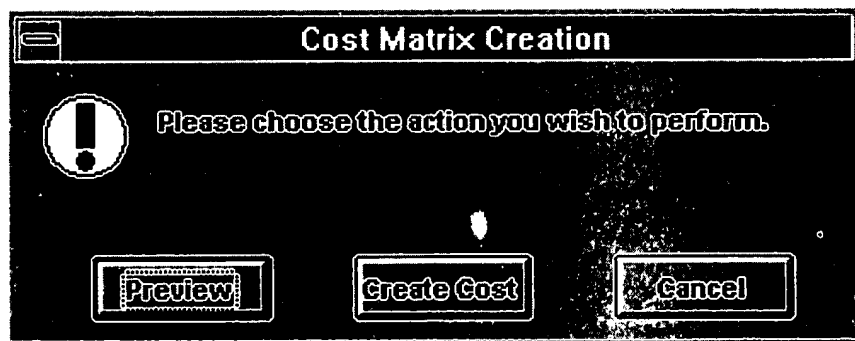 Cost Matrix Creation
Please choose the action you wish to perform.
Preview
Create Cost
Cancel